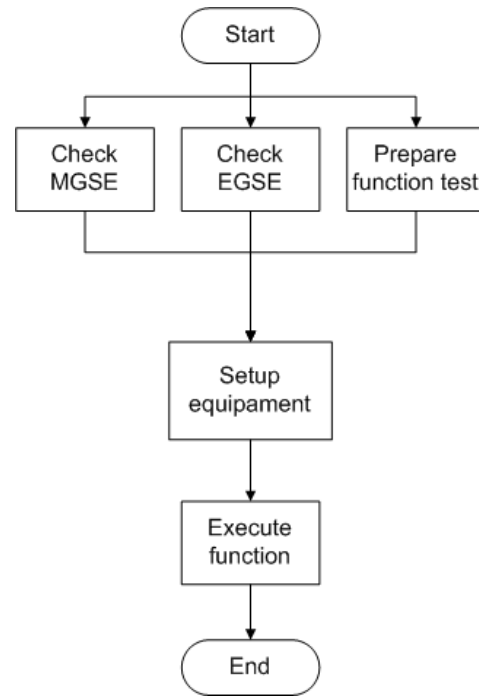 Start
Check
MGSE
Check
EGSE
Prepare
function test
Setup
equipament
Execute
function
End